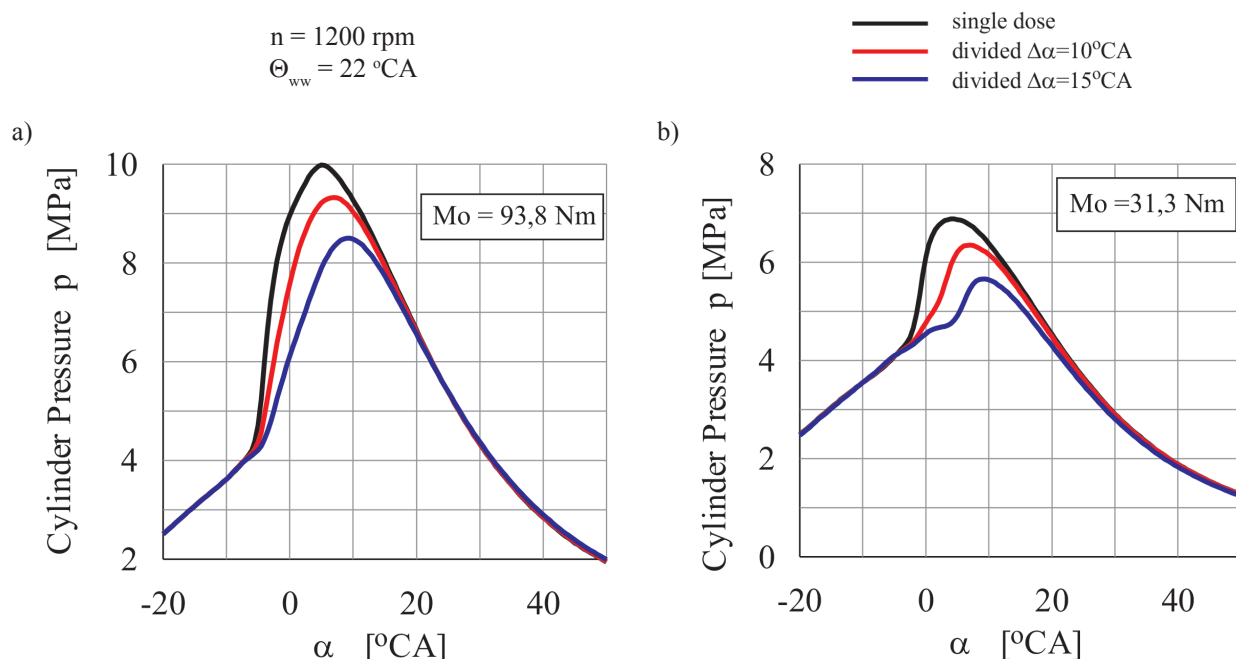 n = 1200 rpm
Θww = 22 °CA
single dose
divided Δα=10°CA
divided Δα=15°CA
a)
Cylinder Pressure p [MPa]
10
8
6
4
2
Mo = 93,8 Nm
-20 0 20 40
α [°CA]
b)
Cylinder Pressure p [MPa]
8
6
4
2
0
Mo =31,3 Nm
-20 0 20 40
α [°CA]